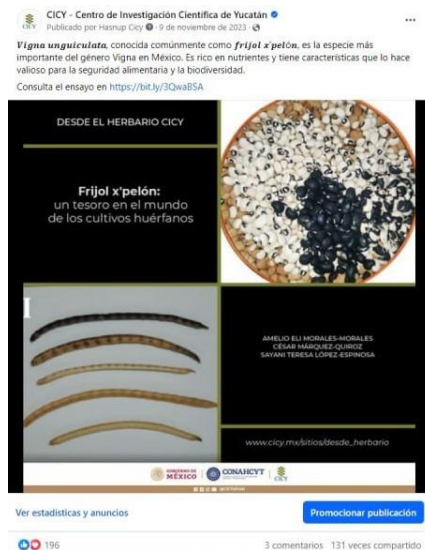 CICY - Centro de Investigación Científica de Yucatán
Publicado por Hasnup Cicy · 9 de noviembre de 2023 ·
Vigna unguiculata, conocida comúnmente como frijol x'pelón, es la especie más
importante del género Vigna en México. Es rico en nutrientes y tiene características que lo hace
valioso para la seguridad alimentaria y la biodiversidad.
Consulta el ensayo en https://bit.ly/3QwaBSA
DESDE EL HERBARIO CICY
Frijol x'pelón:
un tesoro en el mundo
de los cultivos huérfanos
AMELIO ELI MORALES-MORALES
CÉSAR MÁRQUEZ-QUIROZ
SAYANI TERESA LÓPEZ-ESPINOSA
www.cicy.mx/sitios/desde_herbario
GOBIERNO DE
MÉXICO
CONAHCYT
CICY
Ver estadísticas y anuncios
Promocionar publicación
196
3 comentarios 131 veces compartido